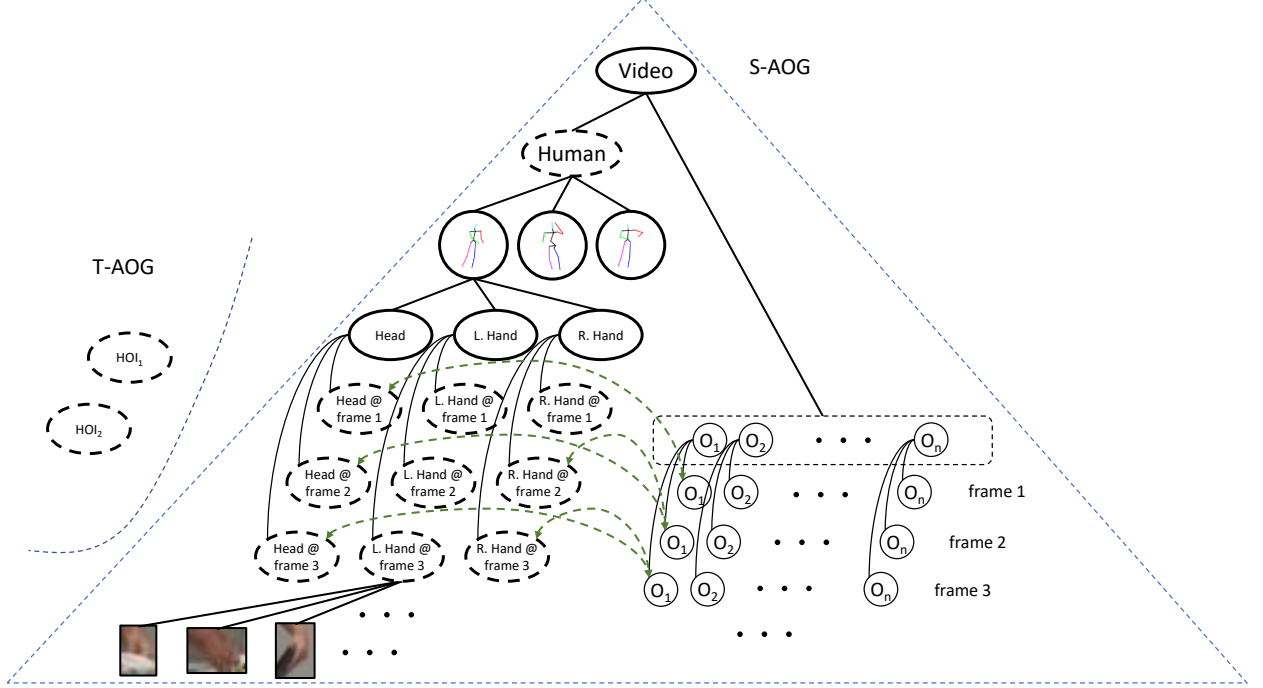 Video
S-AOG
Human
T-AOG
Head
L. Hand
R. Hand
HOI1
HOI2
Head @
frame 1
L. Hand @
frame 1
R. Hand @
frame 1
O1
O2
. . .
On
Head @
frame 2
L. Hand @
frame 2
R. Hand @
frame 2
O1
O2
. . .
On
frame 1
O1
O2
. . .
On
frame 2
Head @
frame 3
L. Hand @
frame 3
R. Hand @
frame 3
O1
O2
. . .
On
frame 3
. . .
. . .
. . .